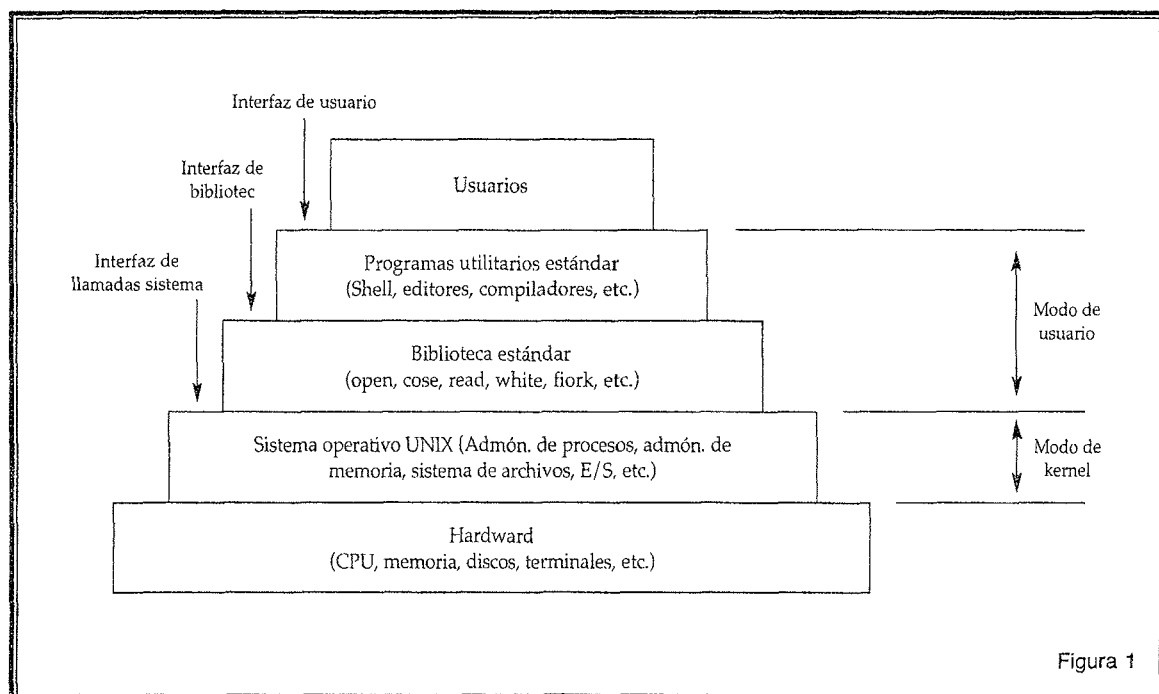 Interfaz de usuario
Interfaz de
bibliotec
Interfaz de
llamadas sistema
Usuarios
Programas utilitarios estándar
(Shell, editores, compiladores, etc.)
Biblioteca estándar
(open, cose, read, white, fiork, etc.)
Sistema operativo UNIX (Admón. de procesos, admón. de
memoria, sistema de archivos, E/S, etc.)
Hardward
(CPU, memoria, discos, terminales, etc.)
Modo de
usuario
Modo de
kernel
Figura 1